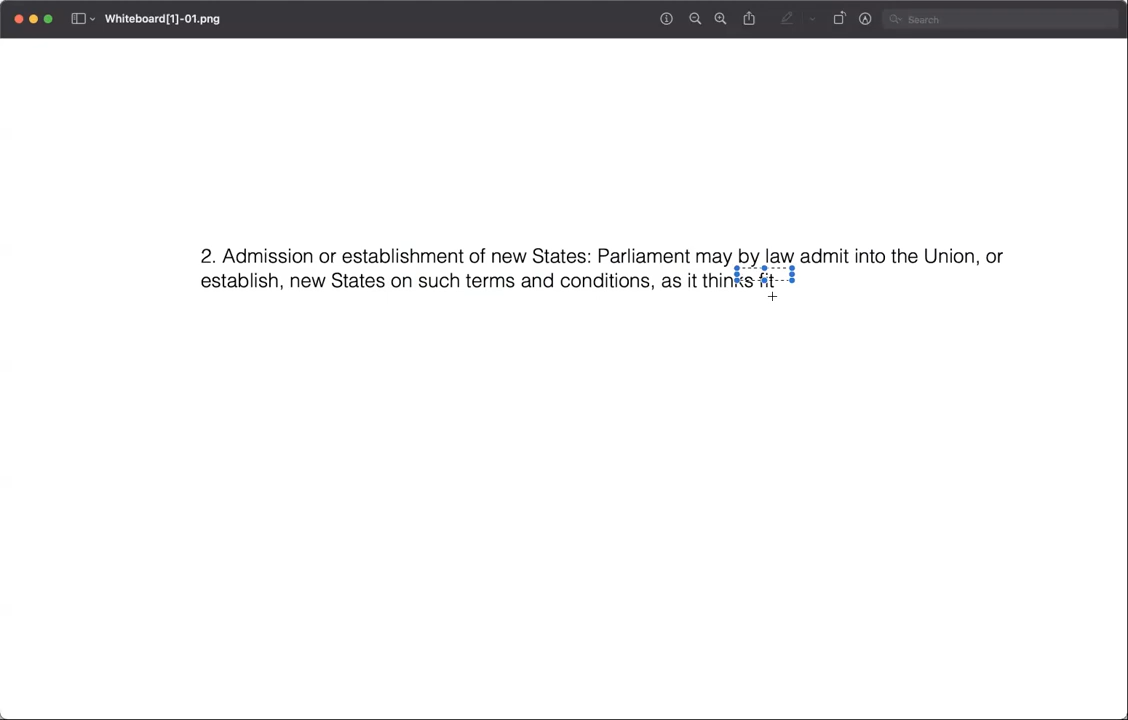 Whiteboard[1]-01.png
Search
2. Admission or establishment of new States: Parliament may by law admit into the Union, or
establish, new States on such terms and conditions, as it thinks fit